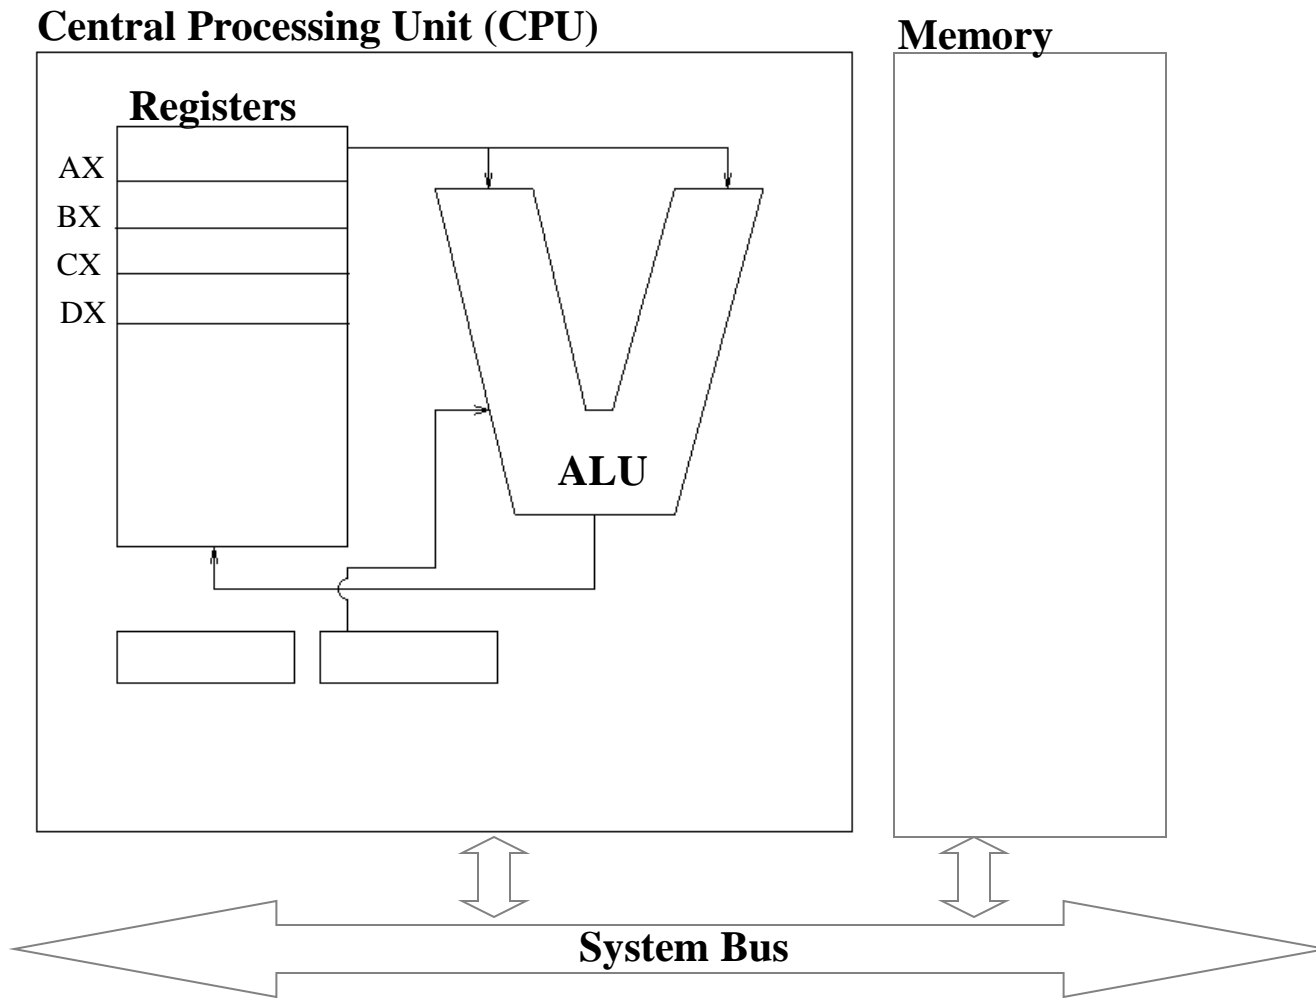 Central Processing Unit (CPU)
Memory
Registers
AX
BX
CX
DX
ALU
System Bus